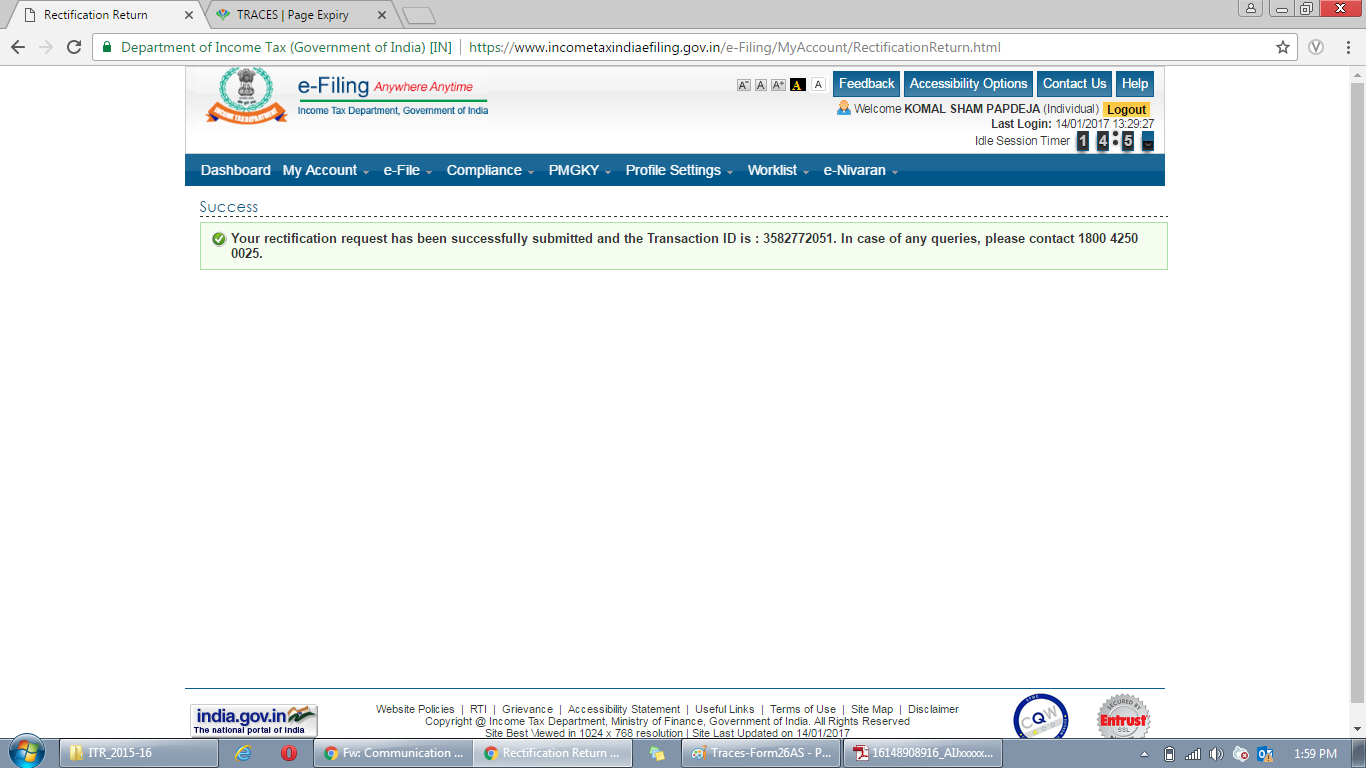 Rectification Return
TRACES | Page Expiry
Department of Income Tax (Government of India) [IN] https://www.incometaxindiaefiling.gov.in/e-Filing/MyAccount/RectificationReturn.html
e-Filing Anywhere Anytime
Income Tax Department, Government of India
INCOME TAX DEPARTMENT
A- A A+ A A
Feedback Accessibility Options Contact Us Help
Welcome KOMAL SHAM PAPDEJA (Individual) Logout
Last Login: 14/01/2017 13:29:27
Idle Session Timer 1 4 : 5
Dashboard My Account e-File Compliance PMGKY Profile Settings Worklist e-Nivaran
Success
Your rectification request has been successfully submitted and the Transaction ID is : 3582772051. In case of any queries, please contact 1800 4250
0025.
india.gov.in
The national portal of India
Website Policies | RTI | Grievance | Accessibility Statement | Useful Links | Terms of Use | Site Map | Disclaimer
Copyright @ Income Tax Department, Ministry of Finance, Government of India. All Rights Reserved
Site Best Viewed in 1024 x 768 resolution | Site Last Updated on 14/01/2017
CQW
SECURED BY
Entrust
SSL
ITR_2015-16
Fw: Communication ...
Rectification Return ...
Traces-Form26AS - P...
16148908916_AIJxxxxx...
1:59 PM